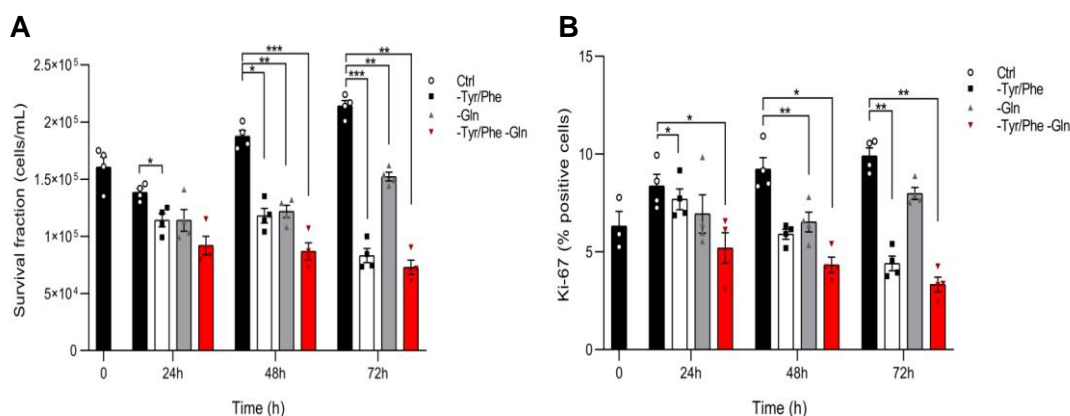 A
Survival fraction (cells/mL)
2.5×10⁵
2×10⁵
1.5×10⁵
1×10⁵
5×10⁴
0
*
*
**
***
***
**
**
Ctrl
-Tyr/Phe
-Gln
-Tyr/Phe -Gln
0
24h
48h
72h
Time (h)
B
Ki-67 (% positive cells)
15
10
5
0
*
*
**
*
**
**
Ctrl
-Tyr/Phe
-Gln
-Tyr/Phe -Gln
0
24h
48h
72h
Time (h)